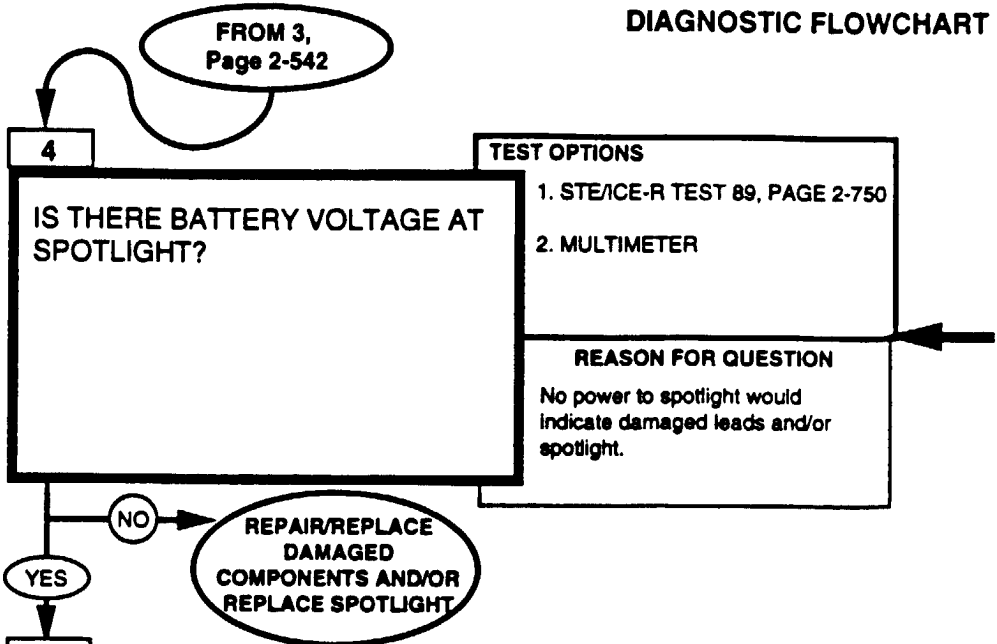 DIAGNOSTIC FLOWCHART
FROM 3,
Page 2-542
4
IS THERE BATTERY VOLTAGE AT
SPOTLIGHT?
TEST OPTIONS
1. STE/ICE-R TEST 89, PAGE 2-750
2. MULTIMETER
REASON FOR QUESTION
No power to spotlight would
indicate damaged leads and/or
spotlight.
NO
REPAIR/REPLACE
DAMAGED
COMPONENTS AND/OR
REPLACE SPOTLIGHT
YES